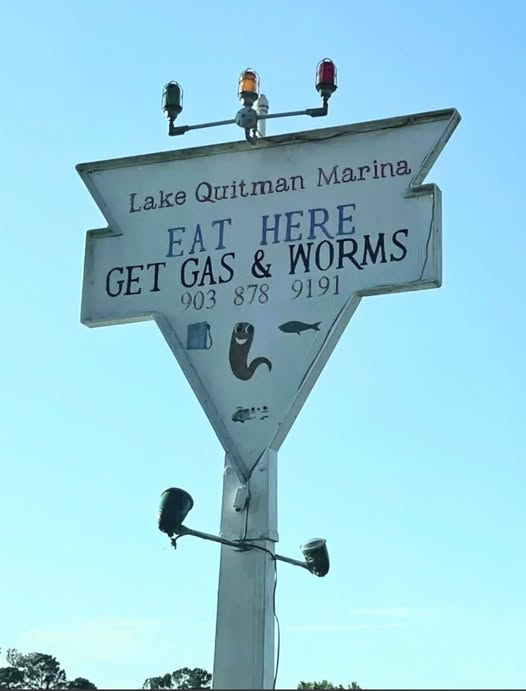 Lake Quitman Marina
EAT HERE
GET GAS & WORMS
903 878 9191